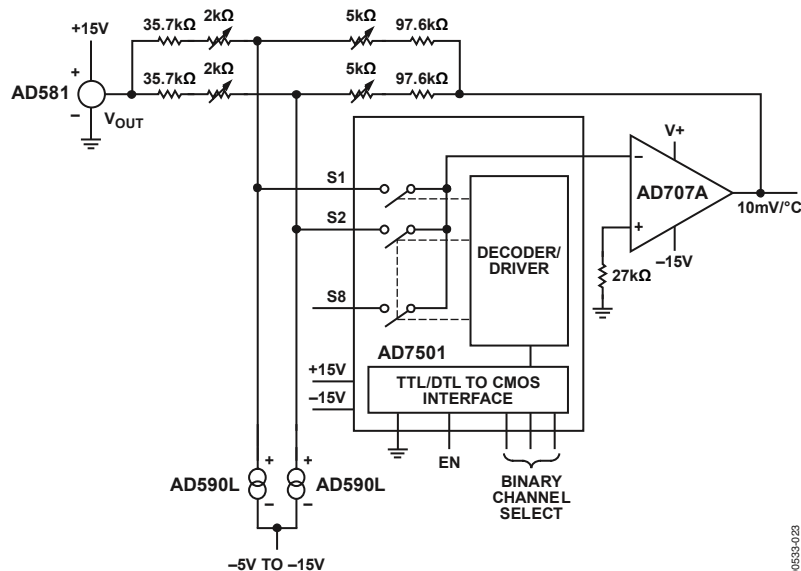 +15V
35.7kΩ
2kΩ
5kΩ
97.6kΩ
35.7kΩ
2kΩ
5kΩ
97.6kΩ
+
AD581
–
VOUT
V+
S1
–
AD707A
10mV/°C
S2
+
DECODER/
DRIVER
–15V
27kΩ
S8
AD7501
+15V
TTL/DTL TO CMOS
INTERFACE
–15V
EN
BINARY
CHANNEL
SELECT
+
+
AD590L
AD590L
–
–
–5V TO –15V
0533-023